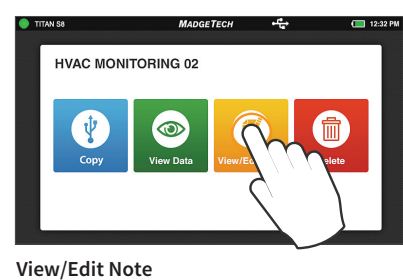 TITAN S8 MADGETECH 12:32 PM
HVAC MONITORING 02
Copy View Data View/Ed elete
View/Edit Note